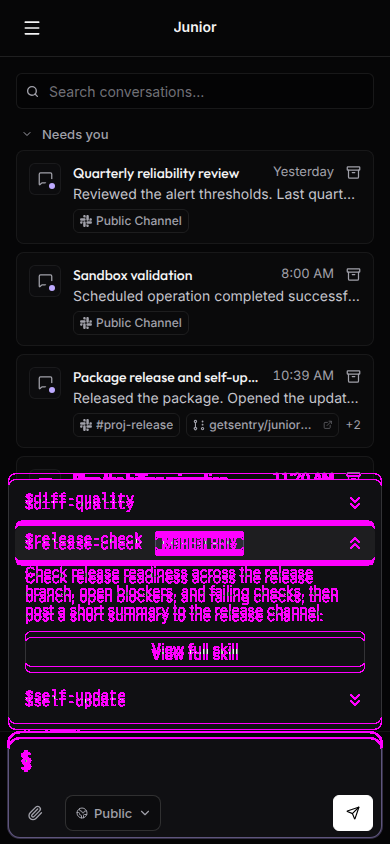 Junior
Search conversations...
Needs you
Quarterly reliability review Yesterday
Reviewed the alert thresholds. Last quart...
Public Channel
Sandbox validation 8:00 AM
Scheduled operation completed successf...
Public Channel
Package release and self-up... 10:39 AM
Released the package. Opened the updat...
#proj-release getsentry/junior... +2
11:20 AM
$diff-quality
$release-check
Check release readiness across the release
branch, open blockers, and failing checks, then
post a short summary to the release channel.
View full skill
$self-update
$
Public